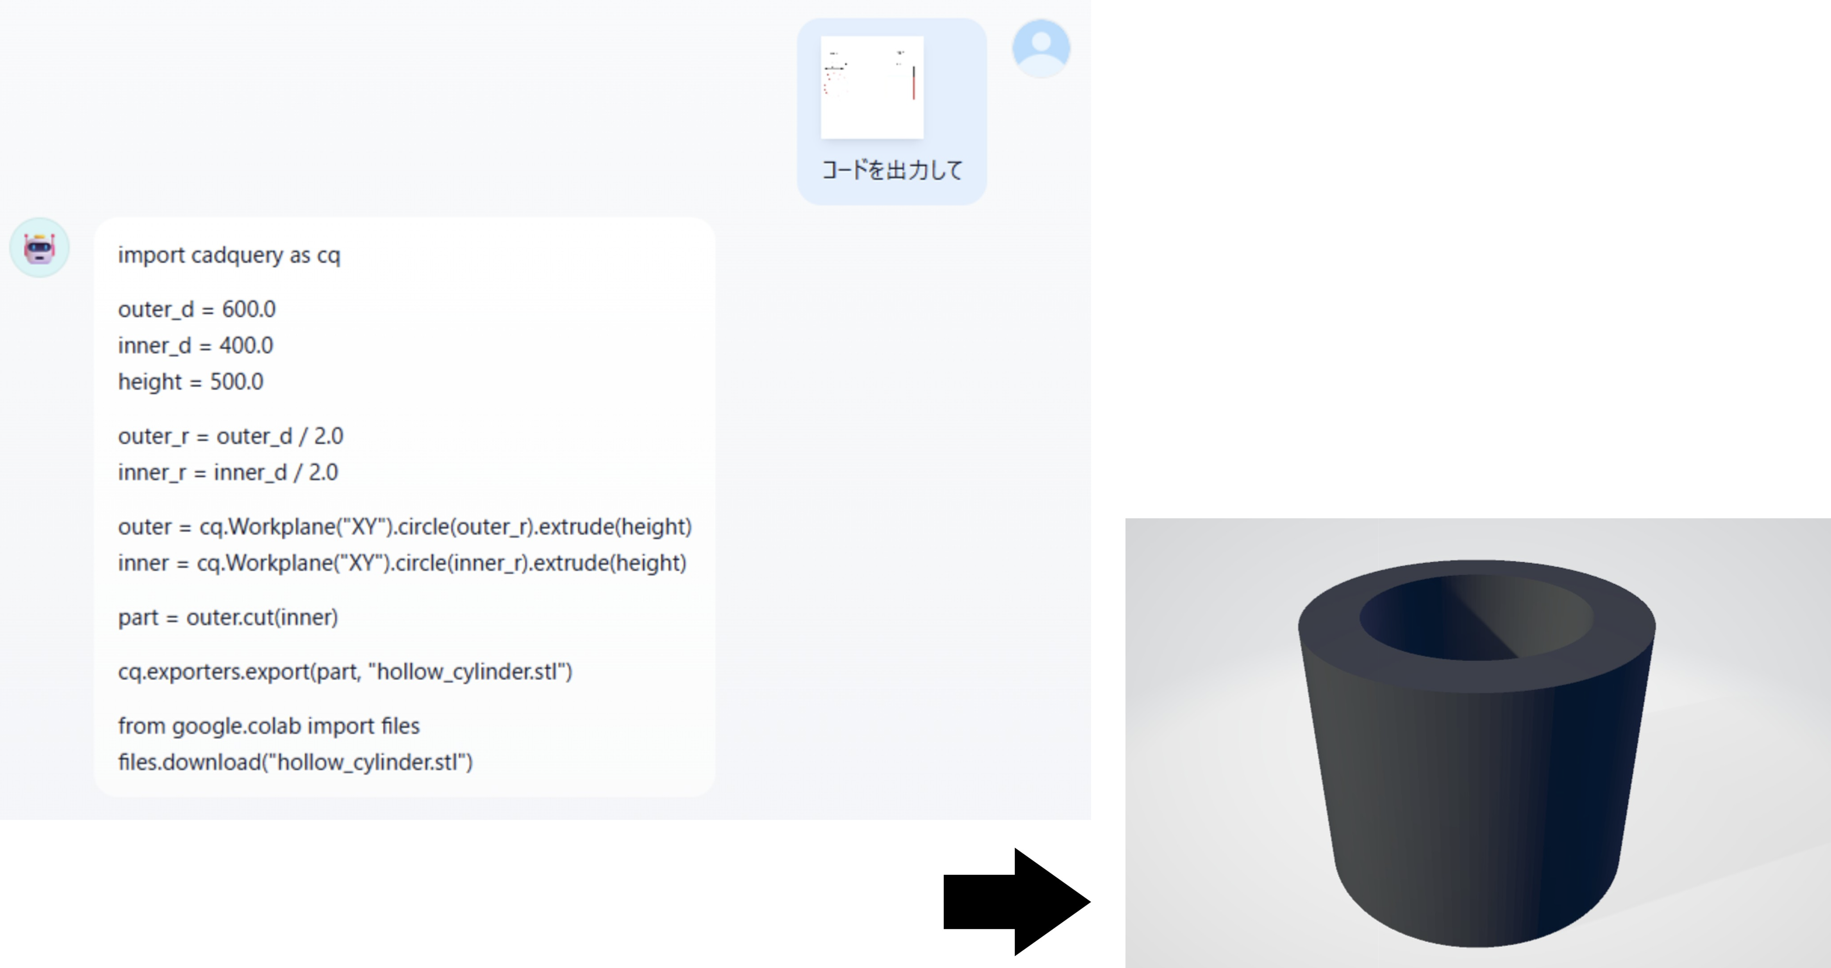 コードを出力して
import cadquery as cq
outer_d = 600.0
inner_d = 400.0
height = 500.0
outer_r = outer_d / 2.0
inner_r = inner_d / 2.0
outer = cq.Workplane("XY").circle(outer_r).extrude(height)
inner = cq.Workplane("XY").circle(inner_r).extrude(height)
part = outer.cut(inner)
cq.exporters.export(part, "hollow_cylinder.stl")
from google.colab import files
files.download("hollow_cylinder.stl")